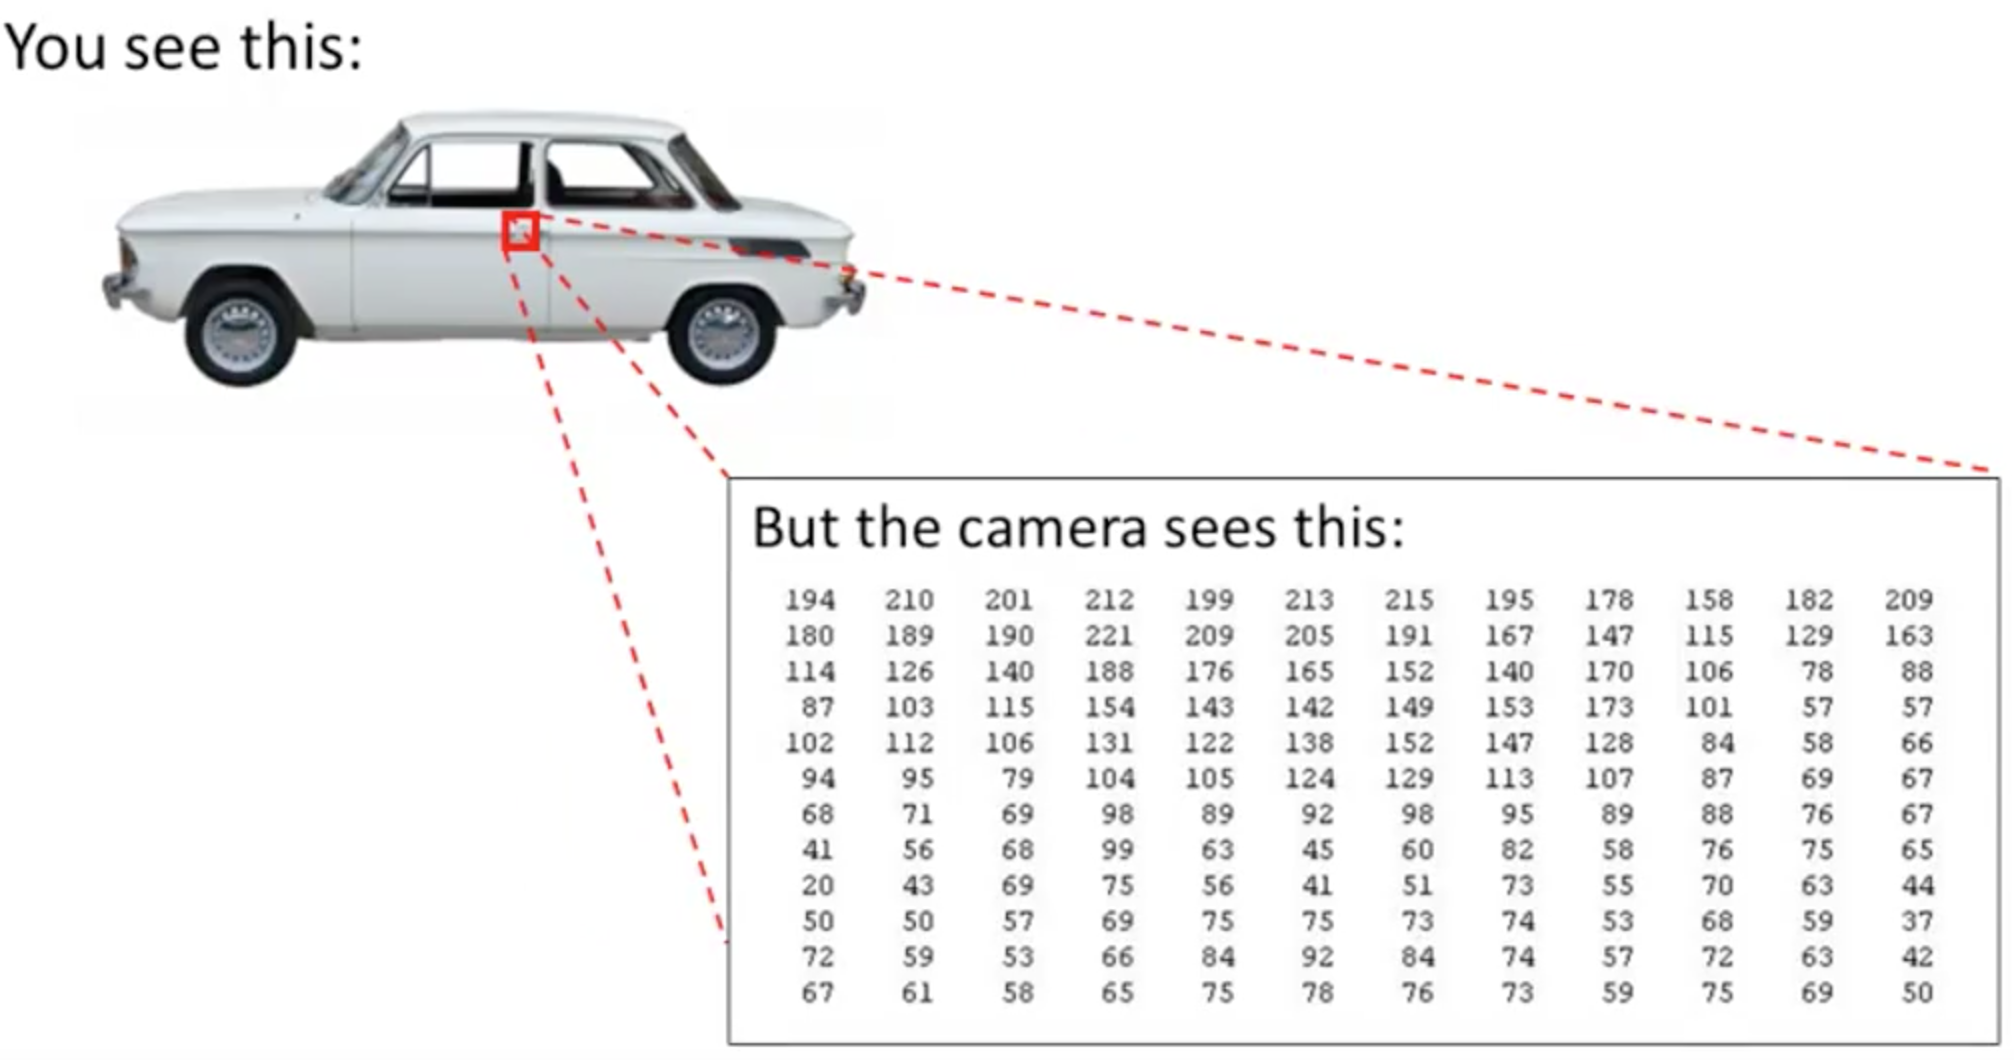 You see this:
But the camera sees this:
194 210 201 212 199 213 215 195 178 158 182 209
180 189 190 221 209 205 191 167 147 115 129 163
114 126 140 188 176 165 152 140 170 106 78 88
87 103 115 154 143 142 149 153 173 101 57 57
102 112 106 131 122 138 152 147 128 84 58 66
94 95 79 104 105 124 129 113 107 87 69 67
68 71 69 98 89 92 98 95 89 88 76 67
41 56 68 99 63 45 60 82 58 76 75 65
20 43 69 75 56 41 51 73 55 70 63 44
50 50 57 69 75 75 73 74 53 68 59 37
72 59 53 66 84 92 84 74 57 72 63 42
67 61 58 65 75 78 76 73 59 75 69 50